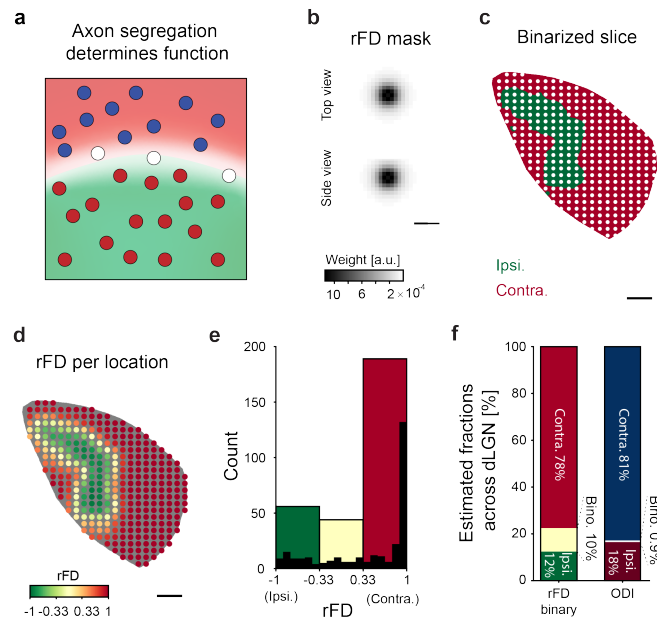 a
Axon segregation
determines function
b
rFD mask
Top view
Side view
Weight [a.u.]
10 6 2×10⁻⁴
c
Binarized slice
Ipsi.
Contra.
d
rFD per location
rFD
-1 -0.33 0.33 1
e
Count
200
150
100
50
0
-1 -0.33 0.33 1
(Ipsi.) (Contra.)
rFD
f
Estimated fractions
across dLGN [%]
100
80
60
40
20
0
Contra. 78%
Bino. 10%
Ipsi.
12%
Contra. 81%
Bino. 0.9%
Ipsi.
18%
rFD
binary
ODI